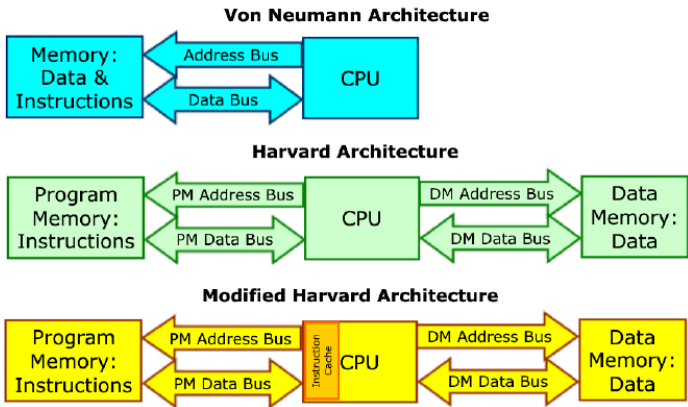 Von Neumann Architecture
Memory:
Data &
Instructions
Address Bus
Data Bus
CPU
Harvard Architecture
Program
Memory:
Instructions
PM Address Bus
PM Data Bus
CPU
DM Address Bus
DM Data Bus
Data
Memory:
Data
Modified Harvard Architecture
Program
Memory:
Instructions
PM Address Bus
PM Data Bus
Instruction
Cache
CPU
DM Address Bus
DM Data Bus
Data
Memory:
Data